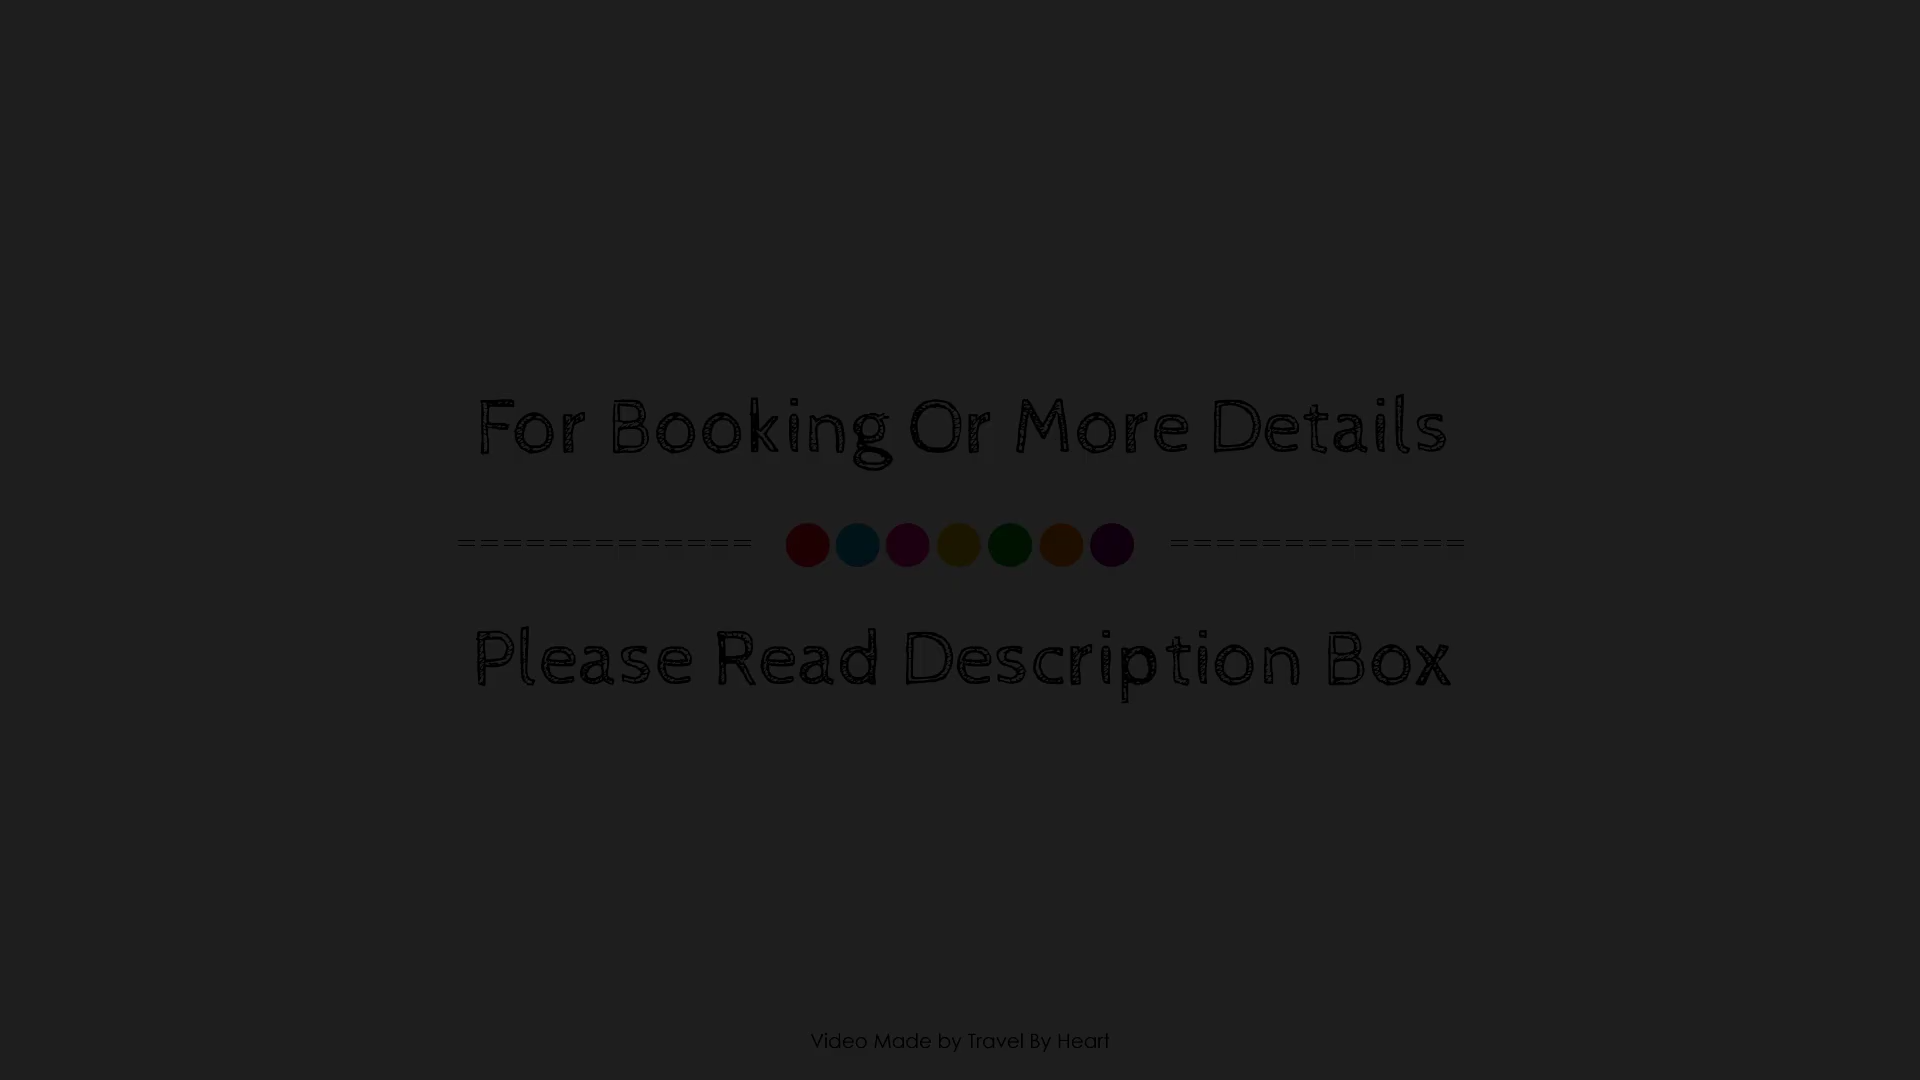 For Booking Or More Details
============= =============
Please Read Description Box
Video Made by Travel By Heart